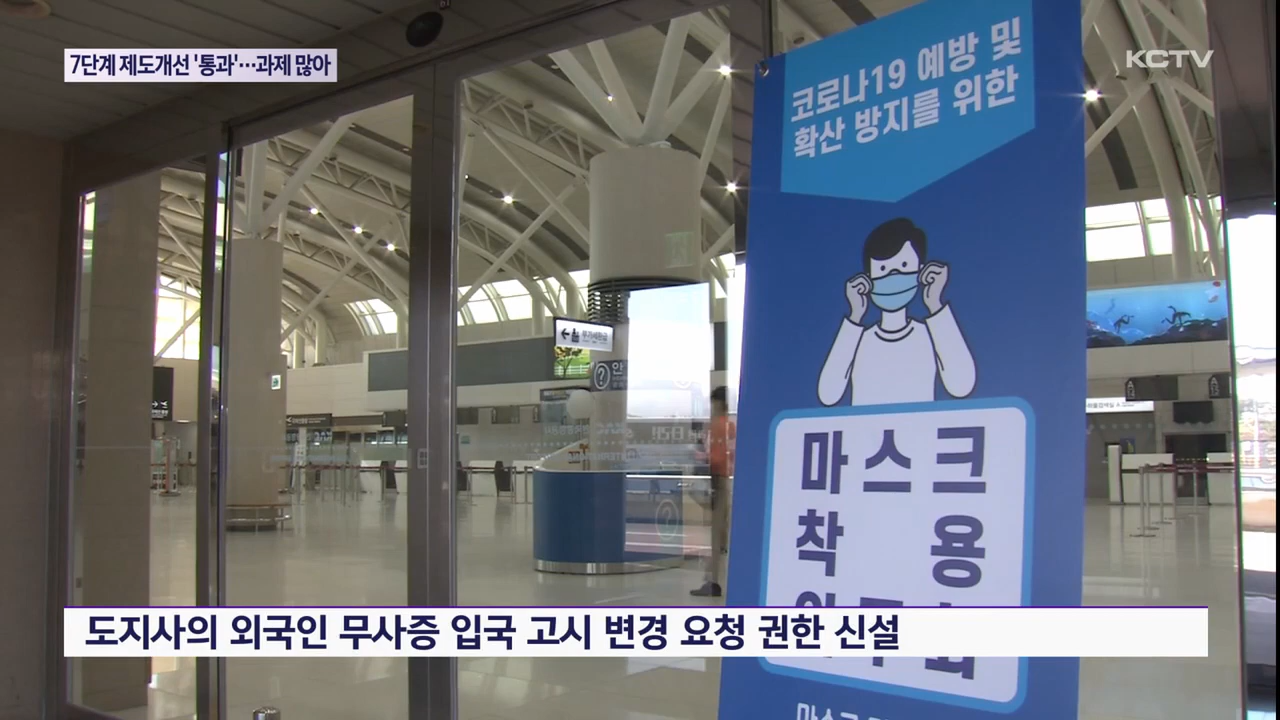 7단계 제도개선 '통과'…과제 많아
KCTV
코로나19 예방 및
확산 방지를 위한
마스크
착 용
도지사의 외국인 무사증 입국 고시 변경 요청 권한 신설